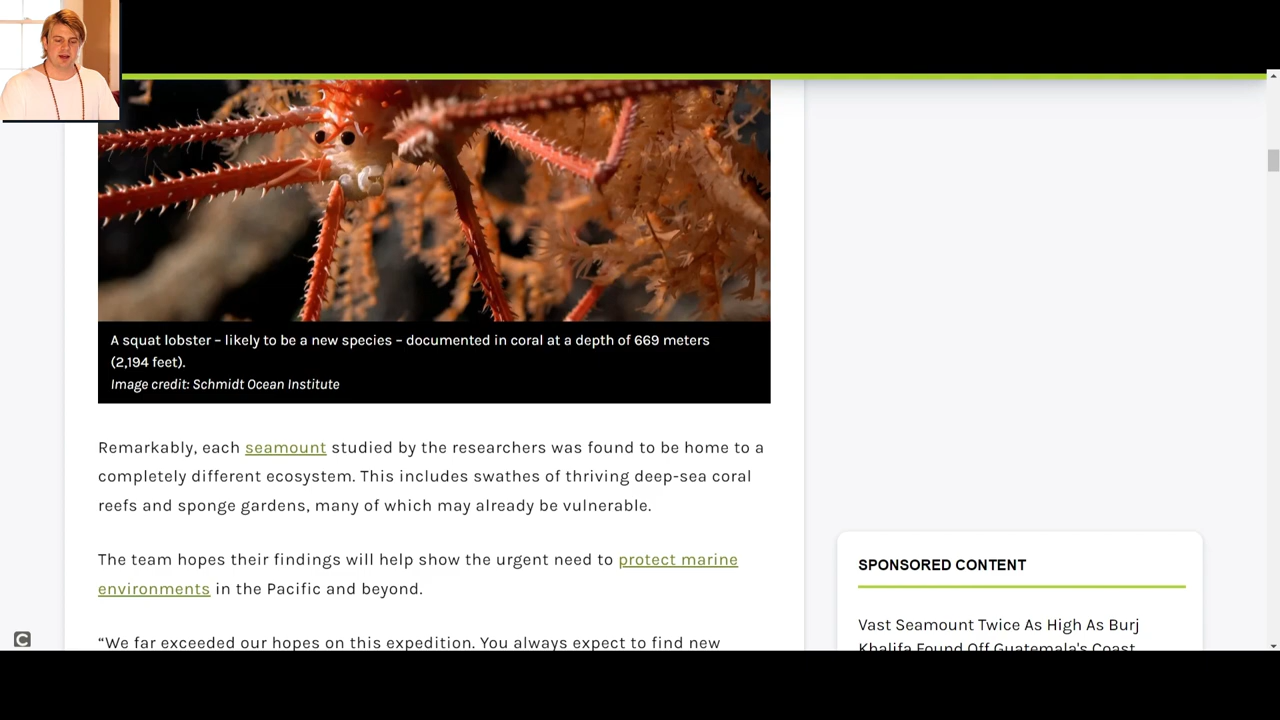 A squat lobster – likely to be a new species – documented in coral at a depth of 669 meters
(2,194 feet).
Image credit: Schmidt Ocean Institute
Remarkably, each seamount studied by the researchers was found to be home to a
completely different ecosystem. This includes swathes of thriving deep-sea coral
reefs and sponge gardens, many of which may already be vulnerable.
The team hopes their findings will help show the urgent need to protect marine
environments in the Pacific and beyond.
“We far exceeded our hopes on this expedition. You always expect to find new
SPONSORED CONTENT
Vast Seamount Twice As High As Burj
Khalifa Found Off Guatemala's Coast
C